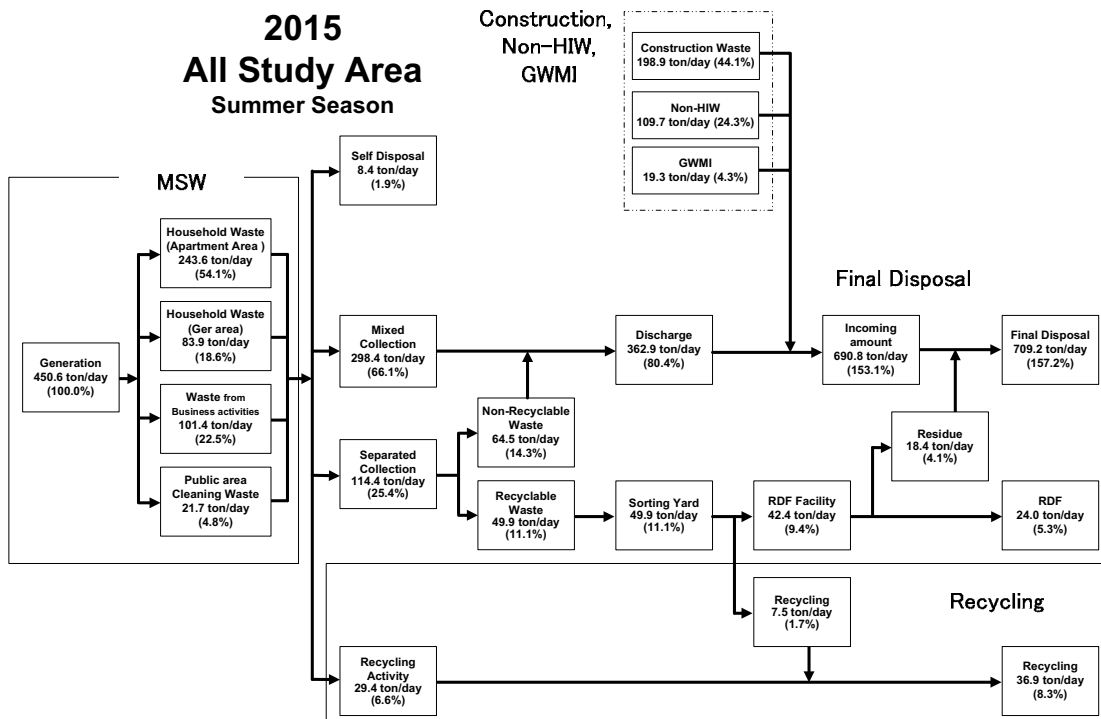 2015
All Study Area
Summer Season
Construction,
Non-HIW,
GWMI
Construction Waste
198.9 ton/day (44.1%)
Non-HIW
109.7 ton/day (24.3%)
GWMI
19.3 ton/day (4.3%)
MSW
Self Disposal
8.4 ton/day
(1.9%)
Household Waste
(Apartment Area )
243.6 ton/day
(54.1%)
Household Waste
(Ger area)
83.9 ton/day
(18.6%)
Generation
450.6 ton/day
(100.0%)
Waste from
Business activities
101.4 ton/day
(22.5%)
Public area
Cleaning Waste
21.7 ton/day
(4.8%)
Mixed
Collection
298.4 ton/day
(66.1%)
Discharge
362.9 ton/day
(80.4%)
Final Disposal
Incoming
amount
690.8 ton/day
(153.1%)
Final Disposal
709.2 ton/day
(157.2%)
Non-Recyclable
Waste
64.5 ton/day
(14.3%)
Residue
18.4 ton/day
(4.1%)
Separated
Collection
114.4 ton/day
(25.4%)
Recyclable
Waste
49.9 ton/day
(11.1%)
Sorting Yard
49.9 ton/day
(11.1%)
RDF Facility
42.4 ton/day
(9.4%)
RDF
24.0 ton/day
(5.3%)
Recycling
7.5 ton/day
(1.7%)
Recycling
Recycling
Activity
29.4 ton/day
(6.6%)
Recycling
36.9 ton/day
(8.3%)